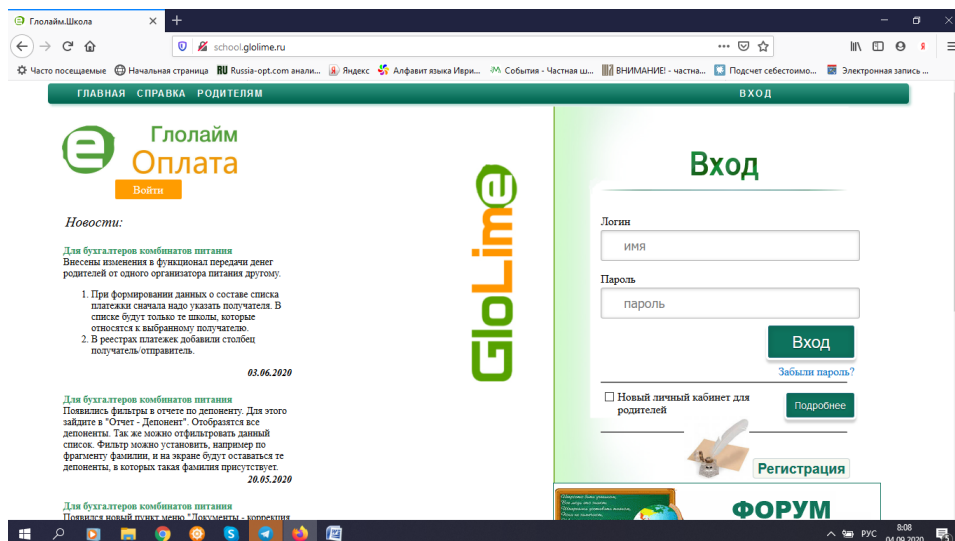 Глолайм.Школа
school.glolime.ru
Часто посещаемые Начальная страница Russia-opt.com анали... Яндекс Алфавит языка Иври... События - Частная ш... ВНИМАНИЕ! - частна... Подсчет себестоимо... Электронная запись ...
ГЛАВНАЯ СПРАВКА РОДИТЕЛЯМ ВХОД
Глолайм
Оплата
Войти
Новости:
Для бухгалтеров комбинатов питания
Внесены изменения в функционал передачи денег
родителей от одного организатора питания другому.
1. При формировании данных о составе списка
платежки сначала надо указать получателя. В
списке будут только те школы, которые
относятся к выбранному получателю.
2. В реестрах платежек добавили столбец
получатель/отправитель.
03.06.2020
Для бухгалтеров комбинатов питания
Появились фильтры в отчете по депоненту. Для этого
зайдите в "Отчет - Депонент". Отобразятся все
депоненты. Так же можно отфильтровать данный
список. Фильтр можно установить, например по
фрагменту фамилии, и на экране будут оставаться те
депоненты, в которых такая фамилия присутствует.
20.05.2020
Для бухгалтеров комбинатов питания
Появился новый пункт меню "Документы - коррекция
GloLime
Вход
Логин
имя
Пароль
пароль
Вход
Забыли пароль?
Новый личный кабинет для
родителей
Подробнее
Регистрация
ФОРУМ
РУС
8:08
04.09.2020